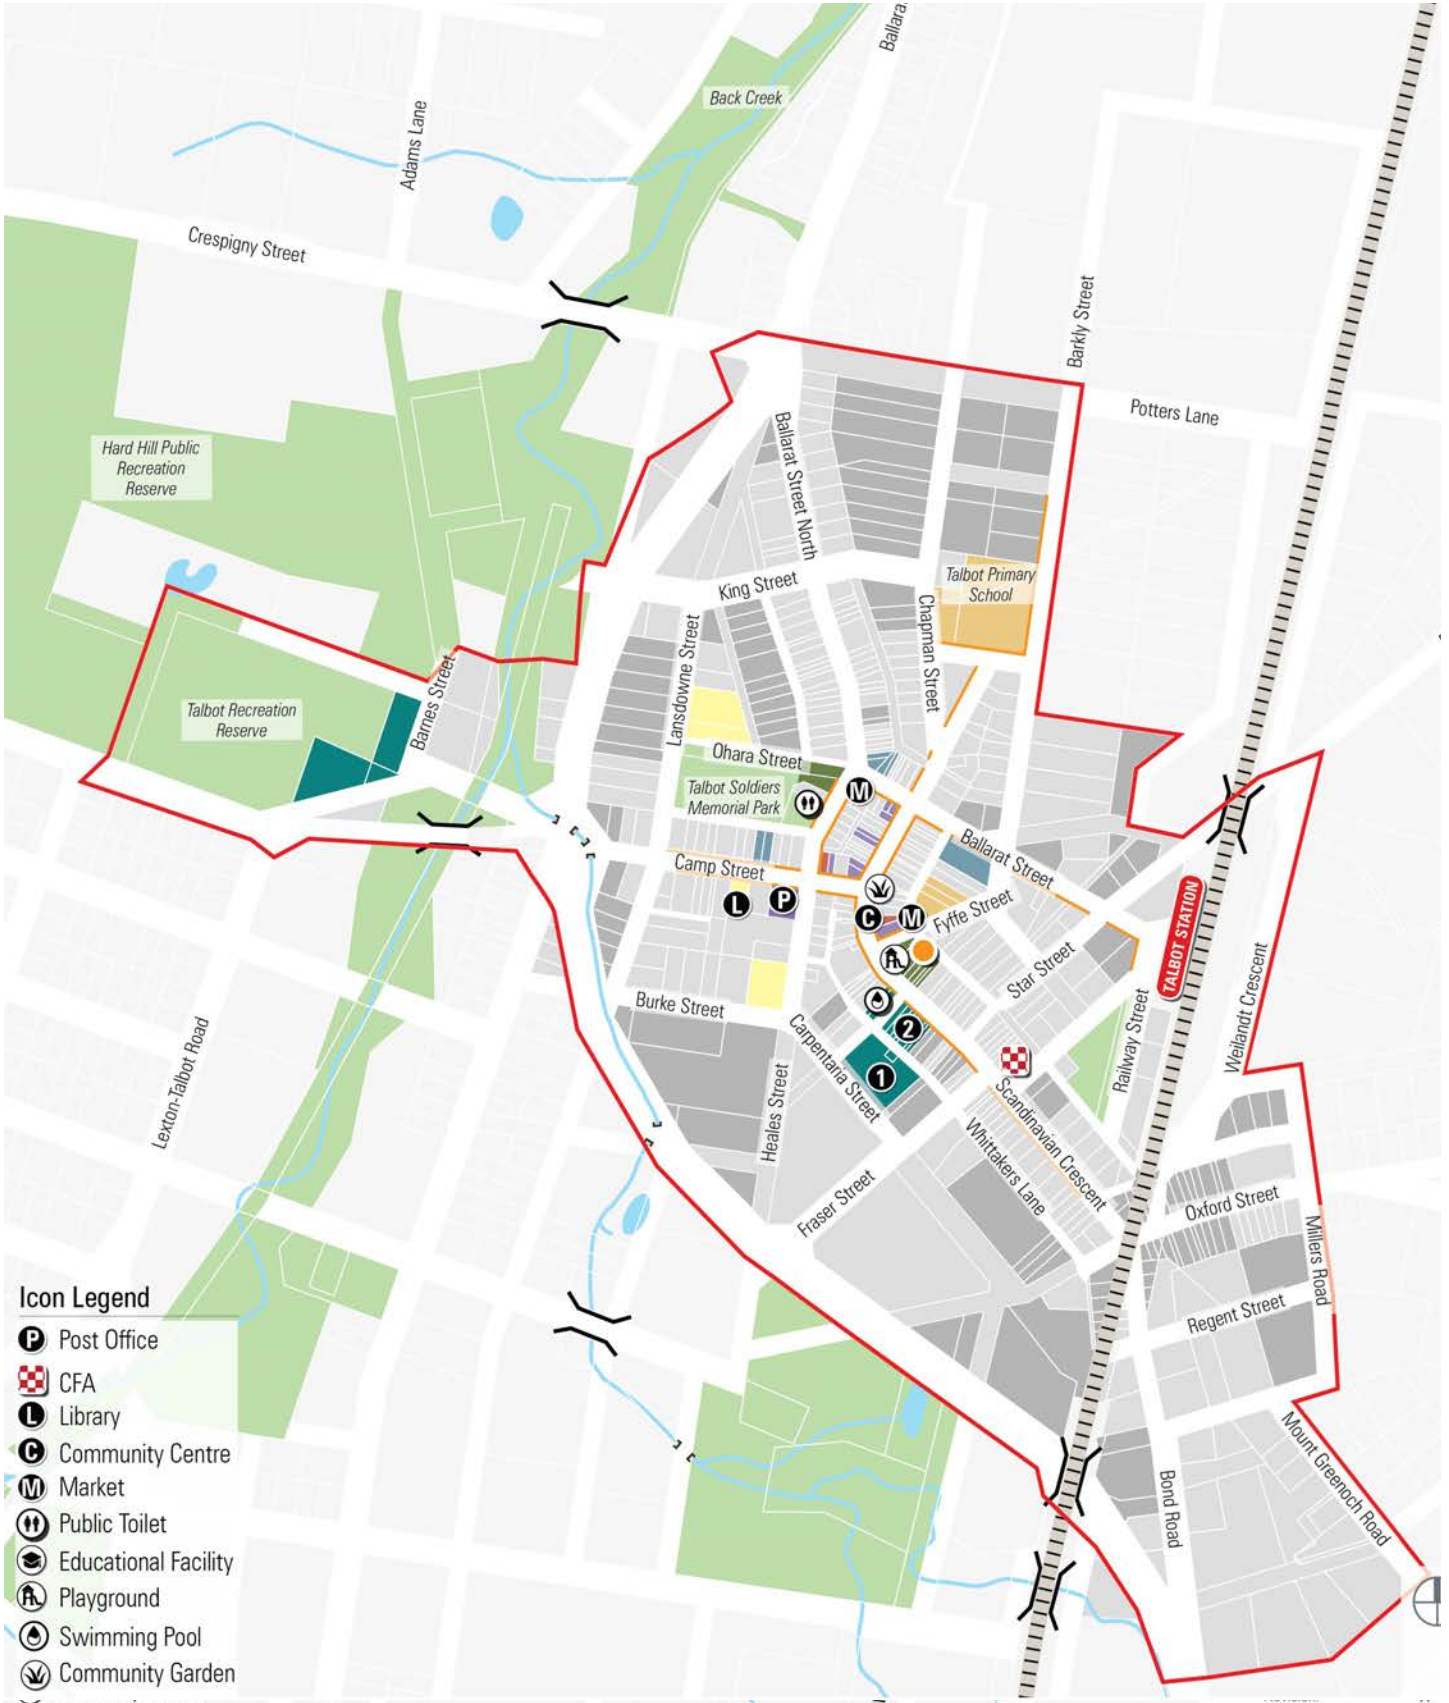 Ballara
Back Creek
Adams Lane
Crespigny Street
Barkly Street
Potters Lane
Hard Hill Public
Recreation
Reserve
Ballarat Street North
King Street
Talbot Primary
School
Chapman Street
Lansdowne Street
Barnes Street
Talbot Recreation
Reserve
Ohara Street
Talbot Soldiers
Memorial Park
M
Camp Street
Ballarat Street
L
P
C
M
Fyffe Street
TALBOT STATION
Star Street
Weilandt Crescent
Burke Street
Railway Street
Carpentaria Street
2
1
Heales Street
Scandinavian Crescent
Whittakers Lane
Lexton-Talbot Road
Fraser Street
Oxford Street
Millers Road
Regent Street
Mount Greenoch Road
Bond Road
Icon Legend
P Post Office
CFA
L Library
C Community Centre
M Market
Public Toilet
Educational Facility
Playground
Swimming Pool
Community Garden